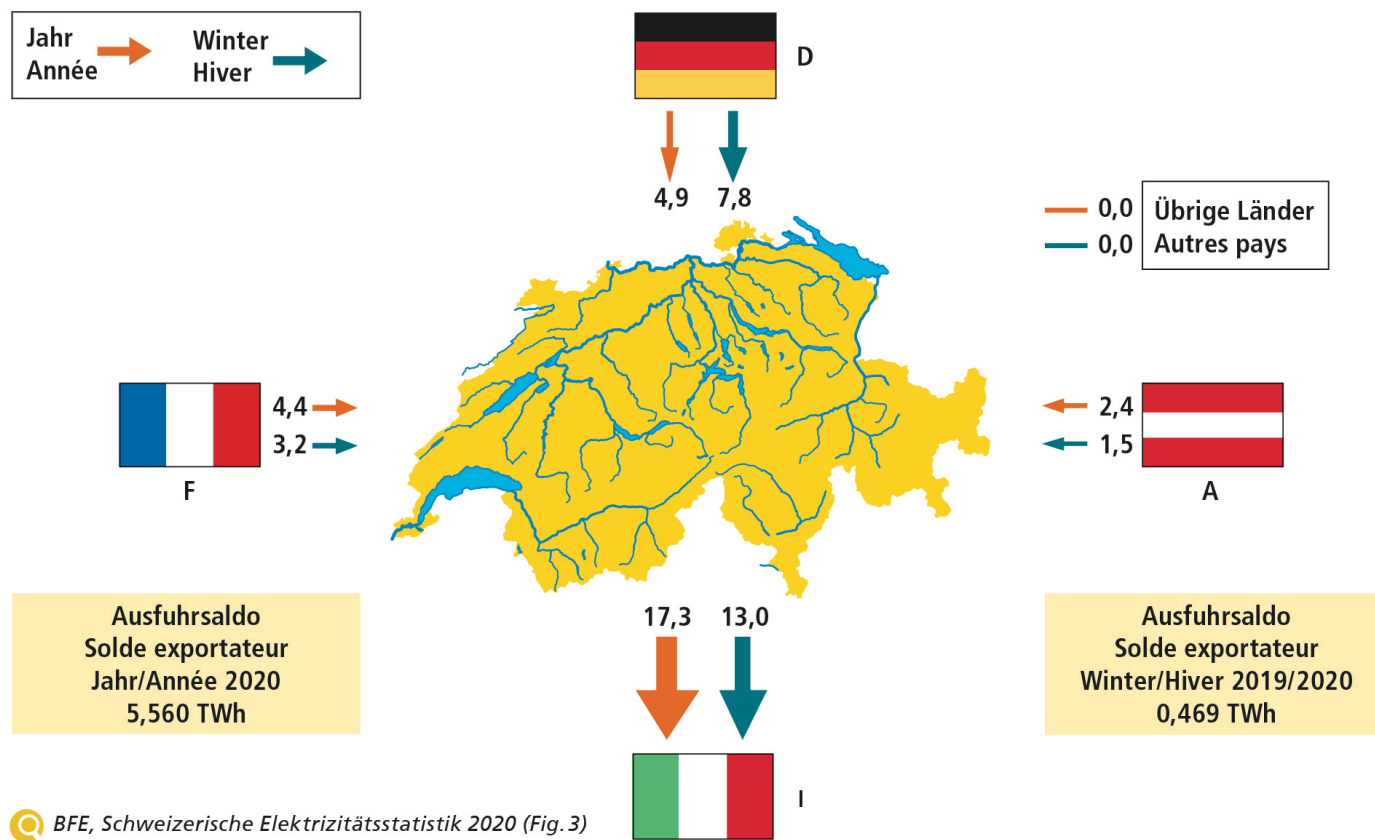 Jahr
Année
Winter
Hiver
D
4,9 7,8
0,0
0,0
Übrige Länder
Autres pays
4,4
3,2
F
2,4
1,5
A
17,3 13,0
Ausfuhrsaldo
Solde exportateur
Jahr/Année 2020
5,560 TWh
Ausfuhrsaldo
Solde exportateur
Winter/Hiver 2019/2020
0,469 TWh
I
BFE, Schweizerische Elektrizitätsstatistik 2020 (Fig. 3)